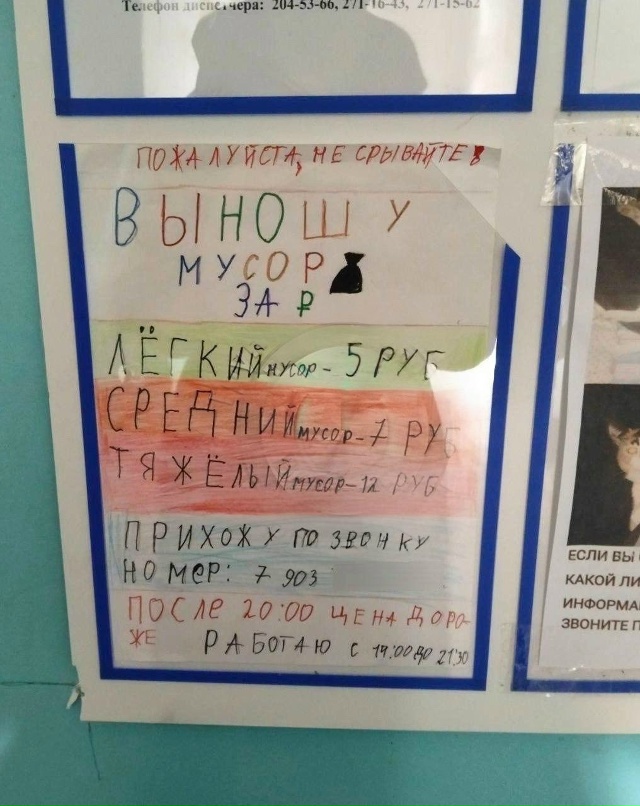 Телефон диспетчера: 204-53-66, 271-16-43, 271-15-62
ПОЖАЛУЙСТА, НЕ СРЫВАЙТЕ!
ВЫНОШУ
МУСОР
ЗА ₽
ЛЁГКИЙ мусор - 5 РУБ
СРЕДНИЙ мусор - 7 РУБ
ТЯЖЁЛЫЙ мусор - 12 РУБ
ПРИХОЖУ ПО ЗВОНКУ
НОМеР: 7 903
ПОСЛе 20:00 ЦЕНА ДОРО-
ЖЕ РАБОТАЮ С 14:00 ДО 21:30
ЕСЛИ ВЫ
КАКОЙ ЛИ
ИНФОРМА
ЗВОНИТЕ П